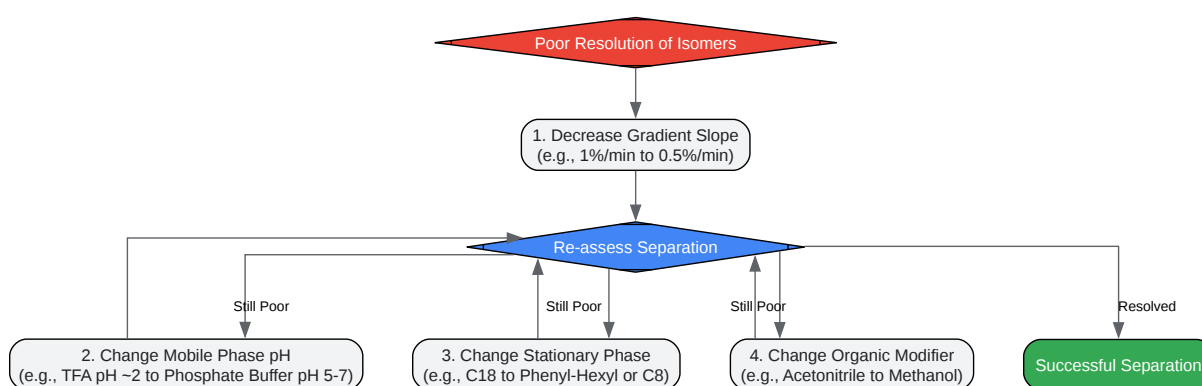 Poor Resolution of Isomers
1. Decrease Gradient Slope
(e.g., 1%/min to 0.5%/min)
Re-assess Separation
Still Poor
Still Poor
Still Poor
Resolved
2. Change Mobile Phase pH
(e.g., TFA pH ~2 to Phosphate Buffer pH 5-7)
3. Change Stationary Phase
(e.g., C18 to Phenyl-Hexyl or C8)
4. Change Organic Modifier
(e.g., Acetonitrile to Methanol)
Successful Separation